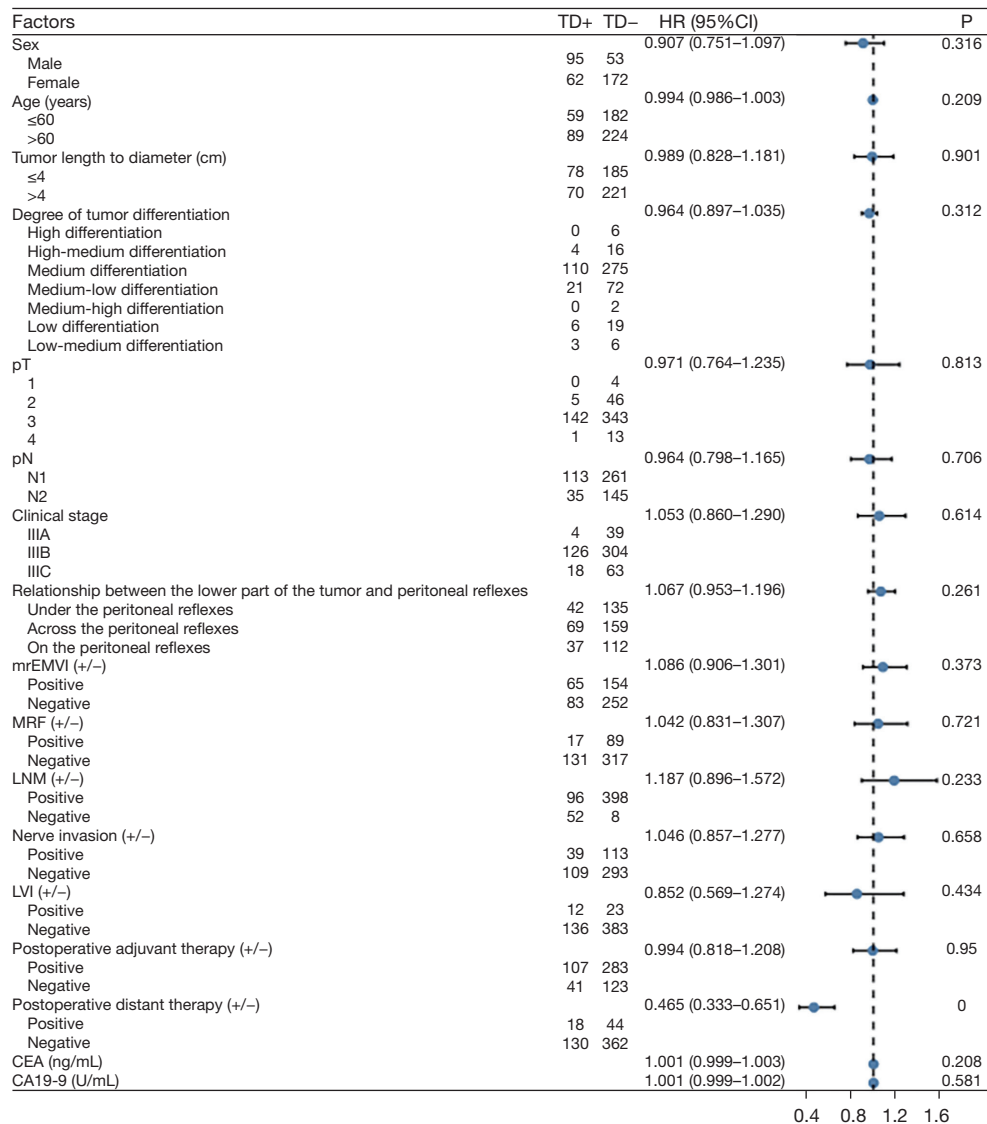 Factors TD+ TD− HR (95%CI) P
Sex 0.907 (0.751–1.097) 0.316
Male 95 53
Female 62 172
Age (years) 0.994 (0.986–1.003) 0.209
≤60 59 182
>60 89 224
Tumor length to diameter (cm) 0.989 (0.828–1.181) 0.901
≤4 78 185
>4 70 221
Degree of tumor differentiation 0.964 (0.897–1.035) 0.312
High differentiation 0 6
High-medium differentiation 4 16
Medium differentiation 110 275
Medium-low differentiation 21 72
Medium-high differentiation 0 2
Low differentiation 6 19
Low-medium differentiation 3 6
pT 0.971 (0.764–1.235) 0.813
1 0 4
2 5 46
3 142 343
4 1 13
pN 0.964 (0.798–1.165) 0.706
N1 113 261
N2 35 145
Clinical stage 1.053 (0.860–1.290) 0.614
IIIA 4 39
IIIB 126 304
IIIC 18 63
Relationship between the lower part of the tumor and peritoneal reflexes 1.067 (0.953–1.196) 0.261
Under the peritoneal reflexes 42 135
Across the peritoneal reflexes 69 159
On the peritoneal reflexes 37 112
mrEMVI (+/−) 1.086 (0.906–1.301) 0.373
Positive 65 154
Negative 83 252
MRF (+/−) 1.042 (0.831–1.307) 0.721
Positive 17 89
Negative 131 317
LNM (+/−) 1.187 (0.896–1.572) 0.233
Positive 96 398
Negative 52 8
Nerve invasion (+/−) 1.046 (0.857–1.277) 0.658
Positive 39 113
Negative 109 293
LVI (+/−) 0.852 (0.569–1.274) 0.434
Positive 12 23
Negative 136 383
Postoperative adjuvant therapy (+/−) 0.994 (0.818–1.208) 0.95
Positive 107 283
Negative 41 123
Postoperative distant therapy (+/−) 0.465 (0.333–0.651) 0
Positive 18 44
Negative 130 362
CEA (ng/mL) 1.001 (0.999–1.003) 0.208
CA19-9 (U/mL) 1.001 (0.999–1.002) 0.581
0.4 0.8 1.2 1.6